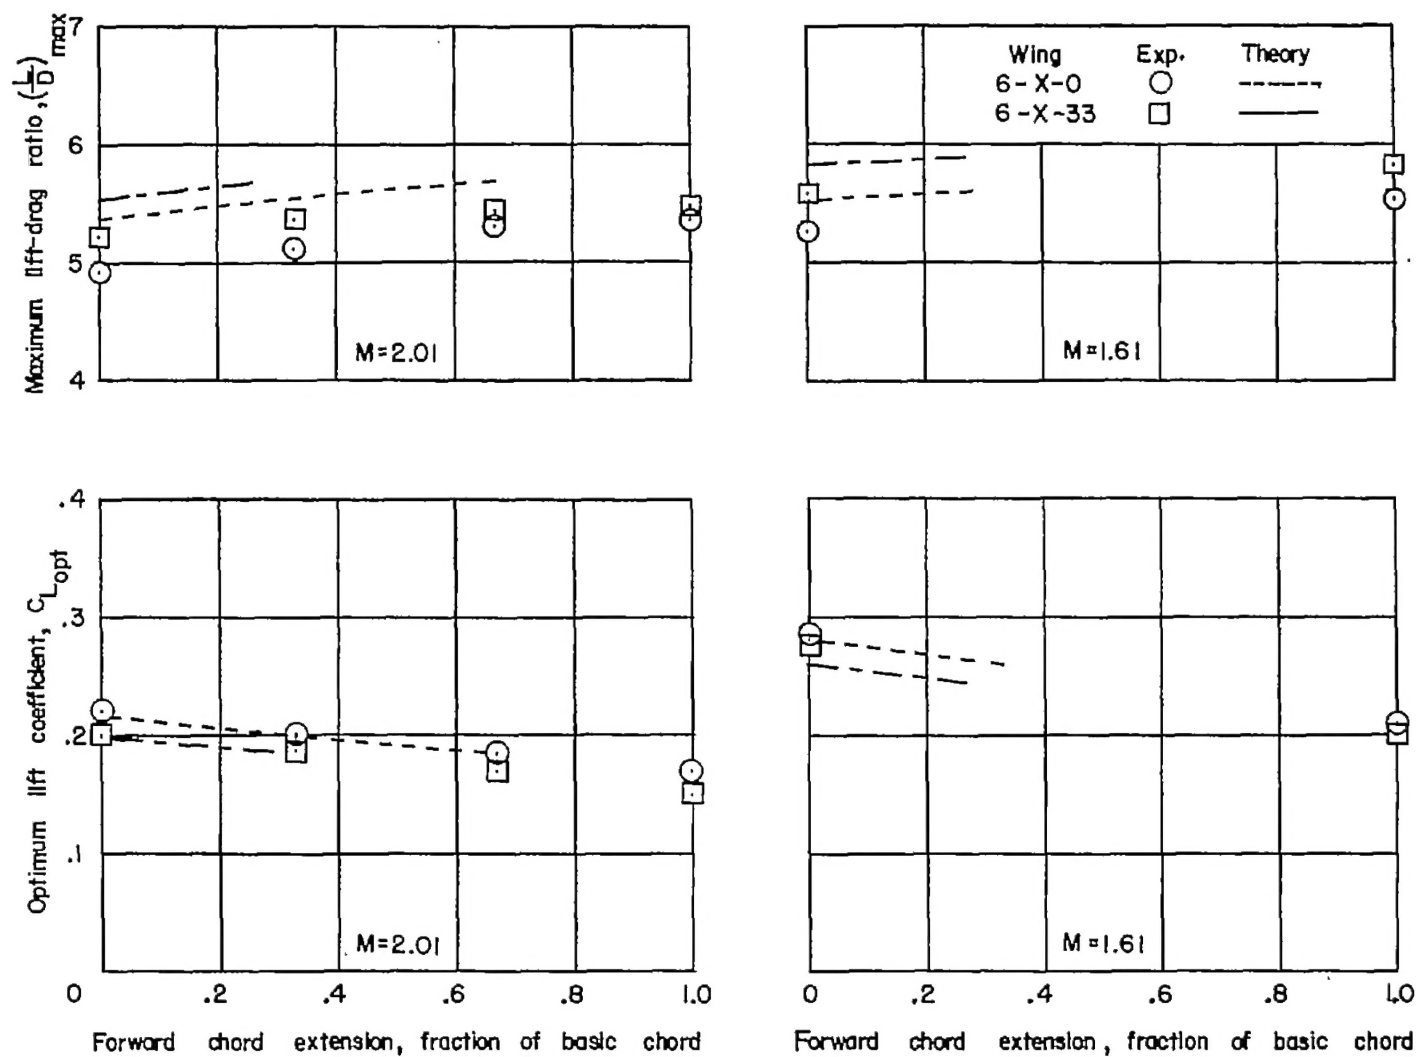 Maximum lift-drag ratio, (L/D)max
7
6
5
4
M=2.01
Wing Exp. Theory
6-X-0
6-X-33
M=1.61
Optimum lift coefficient, CLopt
.4
.3
.2
.1
M=2.01
M=1.61
0 .2 .4 .6 .8 1.0
0 .2 .4 .6 .8 1.0
Forward chord extension, fraction of basic chord
Forward chord extension, fraction of basic chord